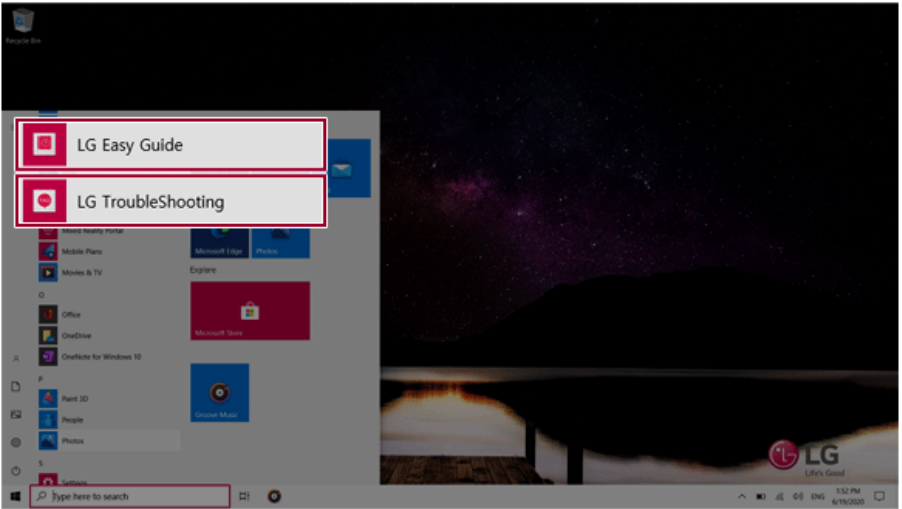 Recycle Bin
LG Easy Guide
LG TroubleShooting
Mixed Reality Portal
Mobile Plans
Movies & TV
O
Office
OneDrive
OneNote for Windows 10
P
Paint 3D
People
Photos
S
Settings
Microsoft Edge
Photos
Explore
Microsoft Store
Groove Music
LG
Life's Good
Type here to search
ENG
1:52 PM
6/19/2020